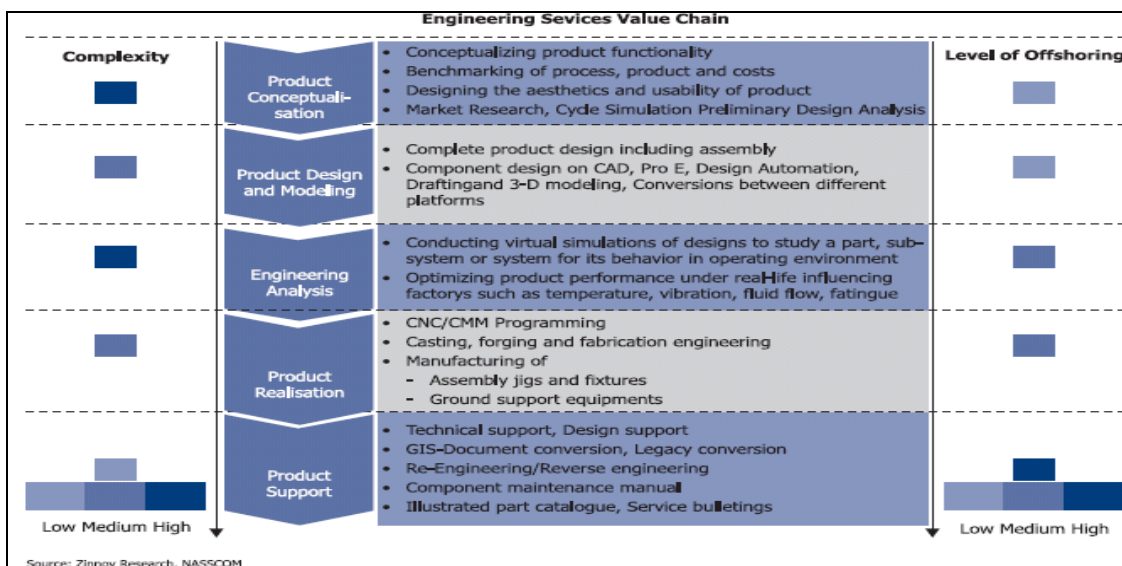 Engineering Sevices Value Chain
Complexity
Level of Offshoring
Product
Conceptuali-
sation
• Conceptualizing product functionality
• Benchmarking of process, product and costs
• Designing the aesthetics and usability of product
• Market Research, Cycle Simulation Preliminary Design Analysis
Product Design
and Modeling
• Complete product design including assembly
• Component design on CAD, Pro E, Design Automation,
Draftingand 3-D modeling, Conversions between different
platforms
Engineering
Analysis
• Conducting virtual simulations of designs to study a part, sub-
system or system for its behavior in operating environment
• Optimizing product performance under reaHife influencing
factorys such as temperature, vibration, fluid flow, fatingue
Product
Realisation
• CNC/CMM Programming
• Casting, forging and fabrication engineering
• Manufacturing of
- Assembly jigs and fixtures
- Ground support equipments
Product
Support
• Technical support, Design support
• GIS-Document conversion, Legacy conversion
• Re-Engineering/Reverse engineering
• Component maintenance manual
• Illustrated part catalogue, Service bulletings
Low Medium High
Low Medium High
Source: Zinnov Research, NASSCOM